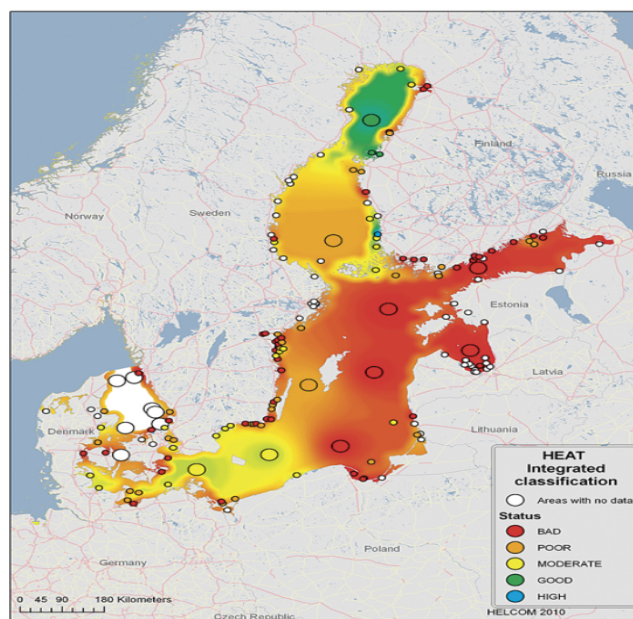 Norway
Sweden
Finland
Russia
Estonia
Latvia
Lithuania
Denmark
Germany
Poland
Czech Republic
HEAT
Integrated
classification
Areas with no data
Status
BAD
POOR
MODERATE
GOOD
HIGH
0 45 90 180 Kilometers
HELCOM 2010